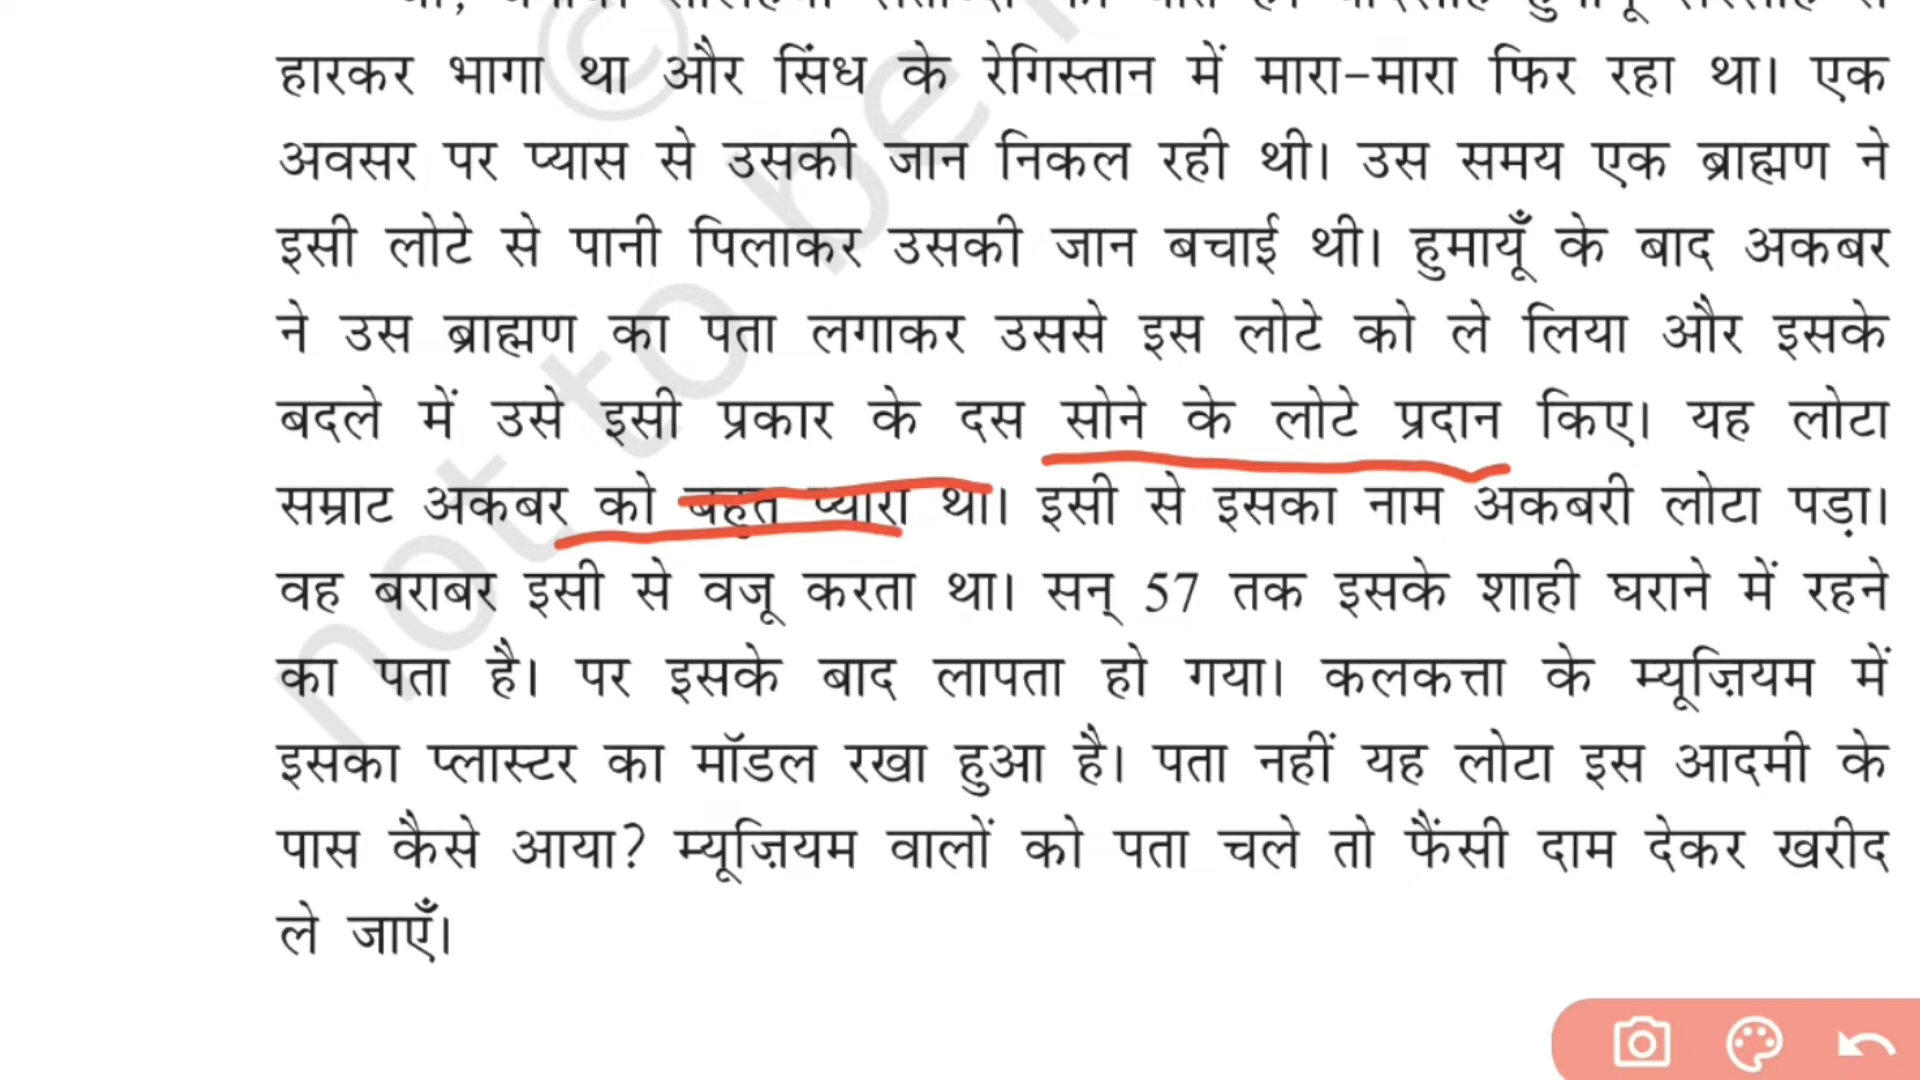 हारकर भागा था और सिंध के रेगिस्तान में मारा-मारा फिर रहा था। एक
अवसर पर प्यास से उसकी जान निकल रही थी। उस समय एक ब्राह्मण ने
इसी लोटे से पानी पिलाकर उसकी जान बचाई थी। हुमायूँ के बाद अकबर
ने उस ब्राह्मण का पता लगाकर उससे इस लोटे को ले लिया और इसके
बदले में उसे इसी प्रकार के दस सोने के लोटे प्रदान किए। यह लोटा
सम्राट अकबर को बहुत प्यारा था। इसी से इसका नाम अकबरी लोटा पड़ा।
वह बराबर इसी से वजू करता था। सन् 57 तक इसके शाही घराने में रहने
का पता है। पर इसके बाद लापता हो गया। कलकत्ता के म्यूज़ियम में
इसका प्लास्टर का मॉडल रखा हुआ है। पता नहीं यह लोटा इस आदमी के
पास कैसे आया? म्यूज़ियम वालों को पता चले तो फैंसी दाम देकर खरीद
ले जाएँ।
©
not to be